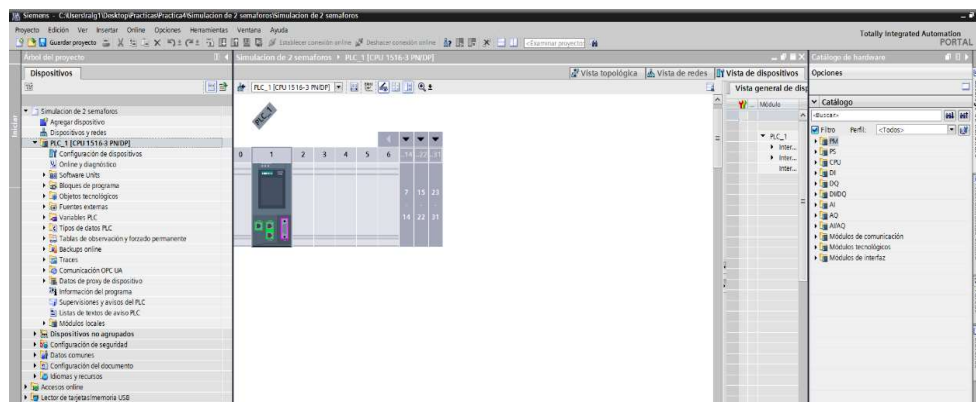 Siemens - C:\Users\ralg1\Desktop\Practicas\Practica4\Simulacion de 2 semaforos\Simulacion de 2 semaforos
Proyecto Edición Ver Insertar Online Opciones Herramientas Ventana Ayuda
Totally Integrated Automation
PORTAL
Guardar proyecto Establecer conexión online Deshacer conexión online <Examinar proyecto>
Árbol del proyecto
Simulacion de 2 semaforos ▸ PLC_1 [CPU 1516-3 PN/DP]
Catálogo de hardware
Dispositivos
Vista topológica Vista de redes Vista de dispositivos
Opciones
PLC_1 [CPU 1516-3 PN/DP]
Vista general de disp
Iniciar
Simulacion de 2 semaforos
Agregar dispositivo
Dispositivos y redes
PLC_1 [CPU 1516-3 PN/DP]
Configuración de dispositivos
Online y diagnóstico
Software Units
Bloques de programa
Objetos tecnológicos
Fuentes externas
Variables PLC
Tipos de datos PLC
Tablas de observación y forzado permanente
Backups online
Traces
Comunicación OPC UA
Datos de proxy de dispositivo
Información del programa
Supervisiones y avisos del PLC
Listas de textos de aviso PLC
Módulos locales
Dispositivos no agrupados
Configuración de seguridad
Datos comunes
Configuración del documento
Idiomas y recursos
Accesos online
Lector de tarjetas/memoria USB
PLC_1
0 1 2 3 4 5 6
7 15 23
14 22 31
Módulo
PLC_1
Inter...
Inter...
Inter...
Catálogo
<Buscar>
Filtro Perfil: <Todos>
PM
PS
CPU
DI
DQ
DI/DQ
AI
AQ
AI/AQ
Módulos de comunicación
Módulos tecnológicos
Módulos de interfaz